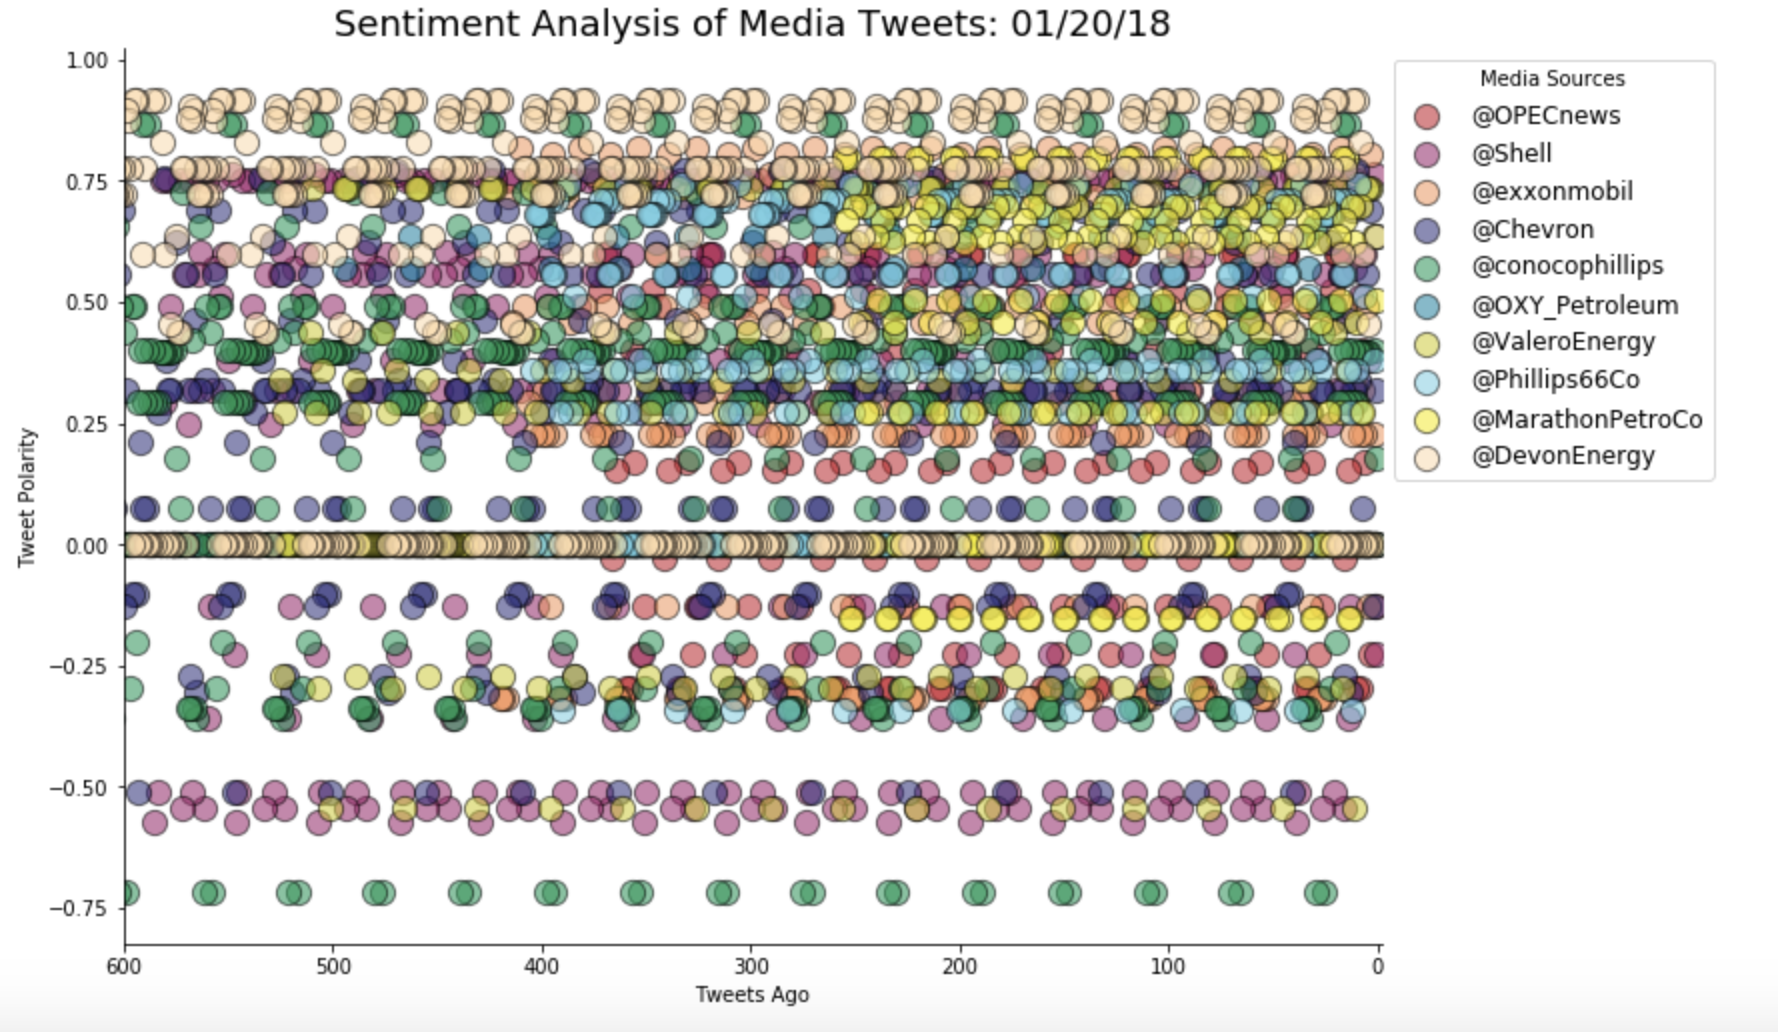 Sentiment Analysis of Media Tweets: 01/20/18
1.00
0.75
0.50
0.25
0.00
−0.25
−0.50
−0.75
Tweet Polarity
600
500
400
300
200
100
0
Tweets Ago
Media Sources
@OPECnews
@Shell
@exxonmobil
@Chevron
@conocophillips
@OXY_Petroleum
@ValeroEnergy
@Phillips66Co
@MarathonPetroCo
@DevonEnergy